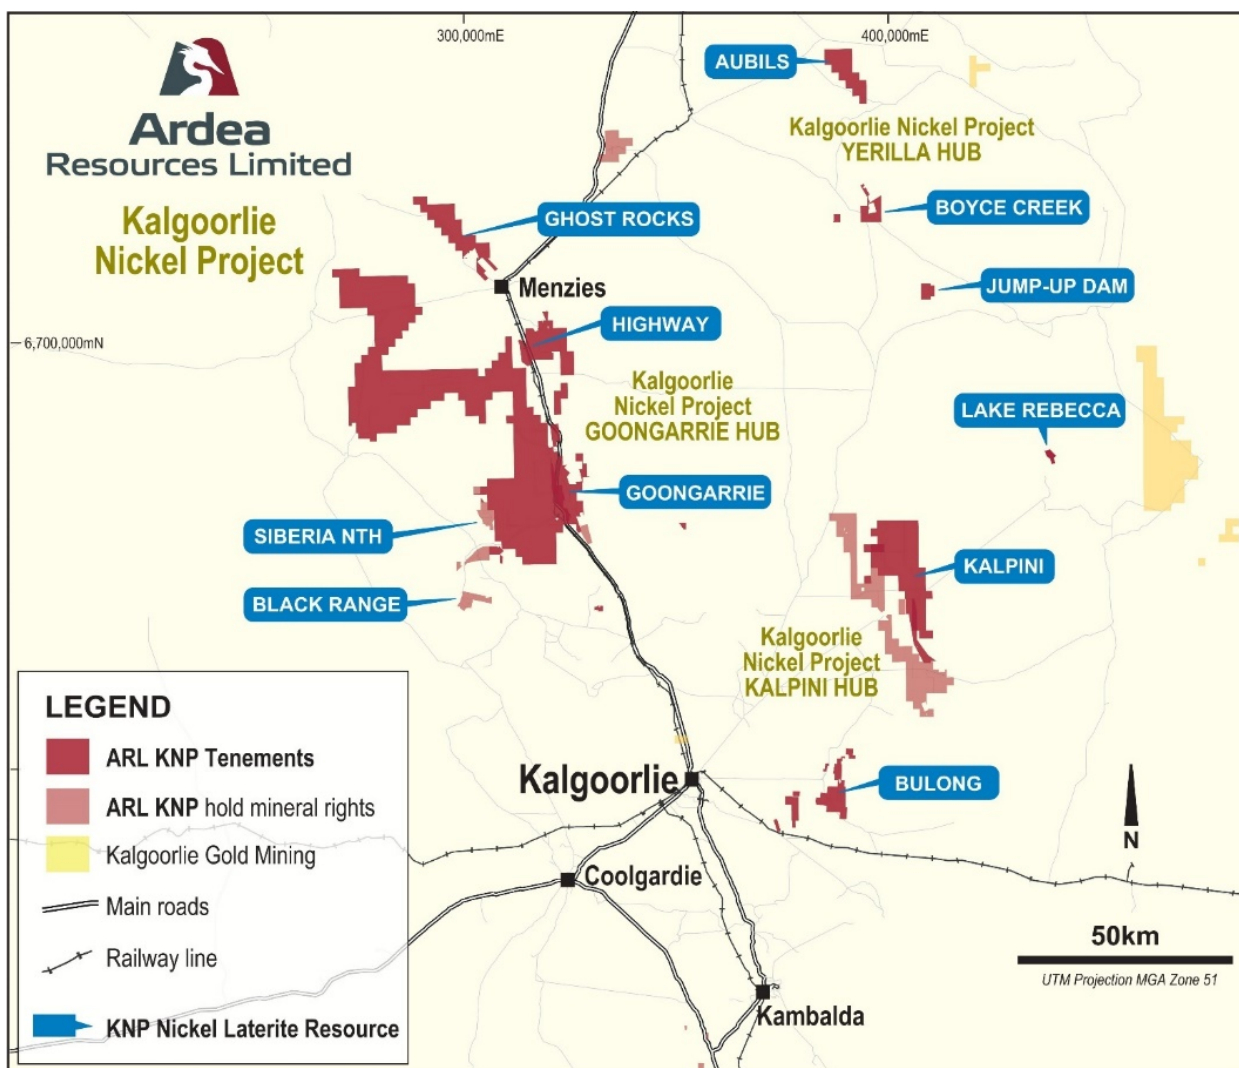 300,000mE
400,000mE
Ardea
Resources Limited
Kalgoorlie
Nickel Project
AUBILS
Kalgoorlie Nickel Project
YERILLA HUB
GHOST ROCKS
BOYCE CREEK
Menzies
JUMP-UP DAM
HIGHWAY
6,700,000mN
Kalgoorlie
Nickel Project
GOONGARRIE HUB
LAKE REBECCA
GOONGARRIE
SIBERIA NTH
KALPINI
BLACK RANGE
Kalgoorlie
Nickel Project
KALPINI HUB
LEGEND
ARL KNP Tenements
ARL KNP hold mineral rights
Kalgoorlie Gold Mining
Main roads
Railway line
KNP Nickel Laterite Resource
Kalgoorlie
BULONG
N
Coolgardie
50km
UTM Projection MGA Zone 51
Kambalda